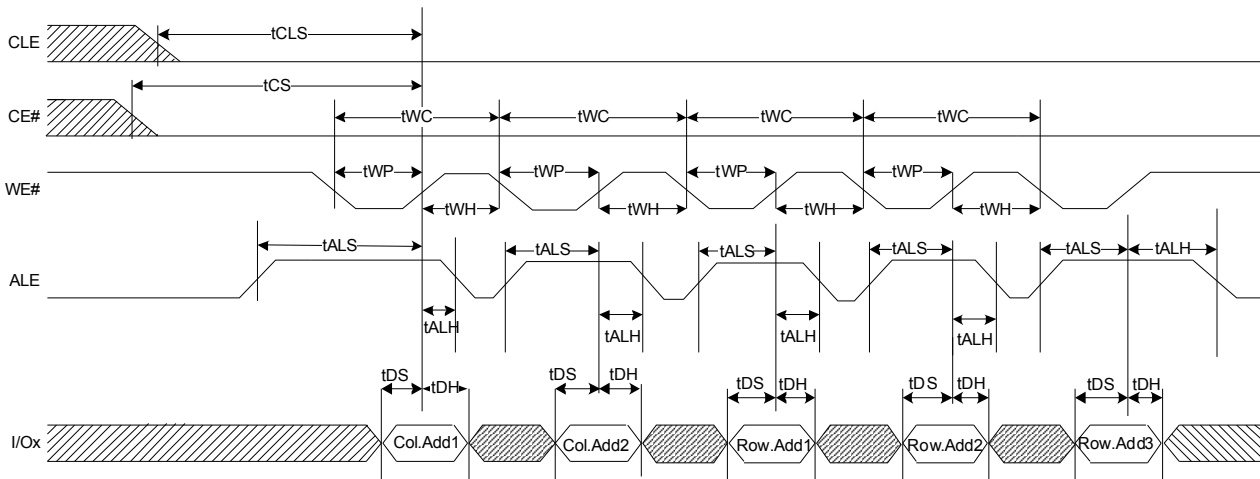 CLE
tCLS
tCS
CE#
tWC tWC tWC tWC
WE#
tWP tWP tWP tWP
tWH tWH tWH tWH
ALE
tALS tALS tALS tALS tALS tALH
tALH tALH tALH tALH
tDS tDH tDS tDH tDS tDH tDS tDH tDS tDH
I/Ox
Col.Add1 Col.Add2 Row.Add1 Row.Add2 Row.Add3